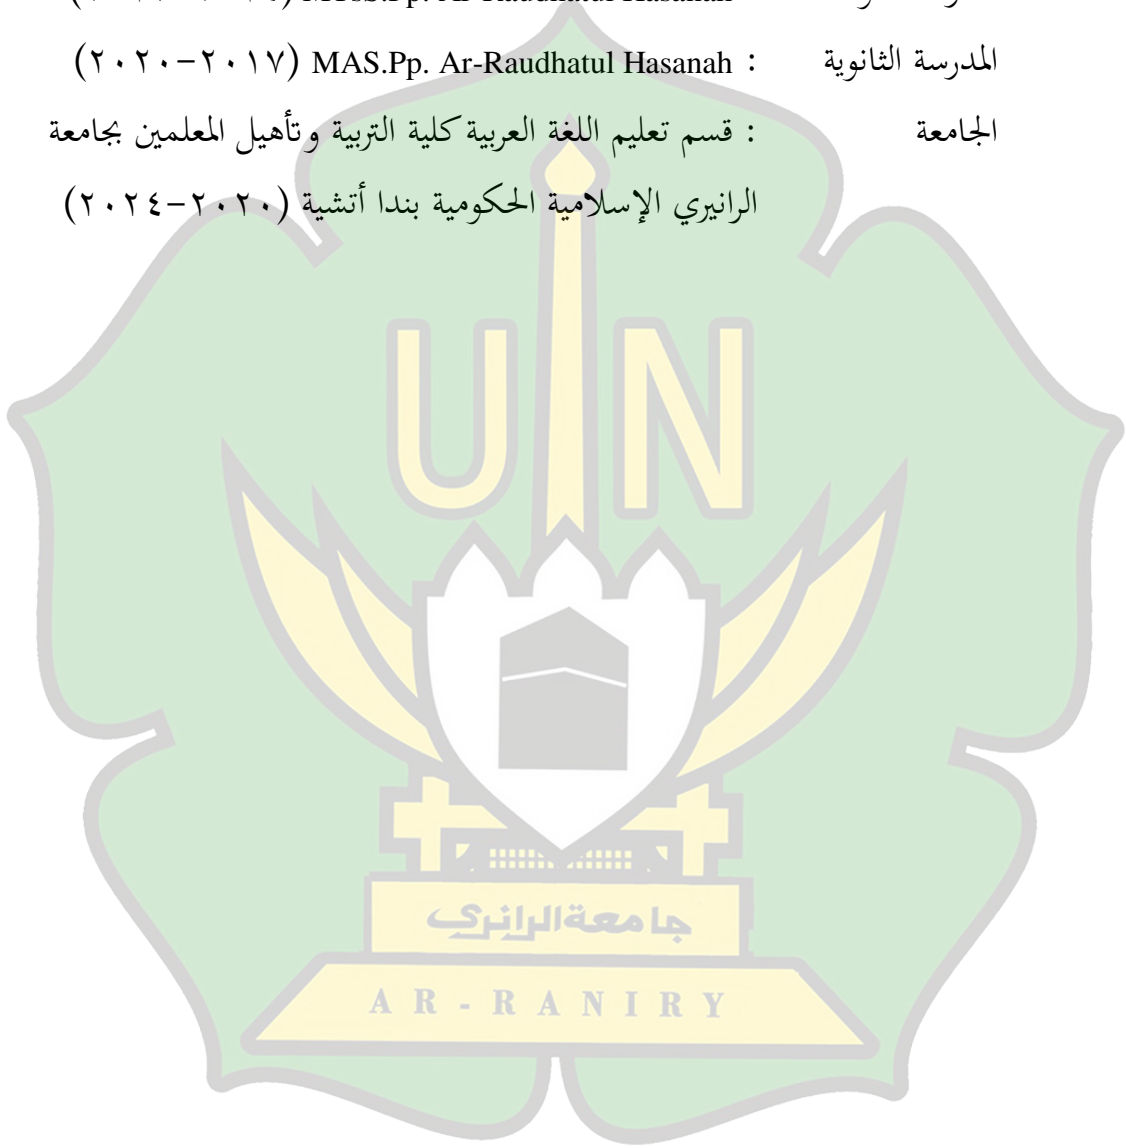 المدرسة الثانوية : MAS.Pp. Ar-Raudhatul Hasanah (٢٠١٧-٢٠٢٠)
الجامعة : قسم تعليم اللغة العربية كلية التربية وتأهيل المعلمين بجامعة
الرانيري الإسلامية الحكومية بندا أتشية (٢٠٢٠-٢٠٢٤)
UIN
جامعة الرانري
AR-RANIRY